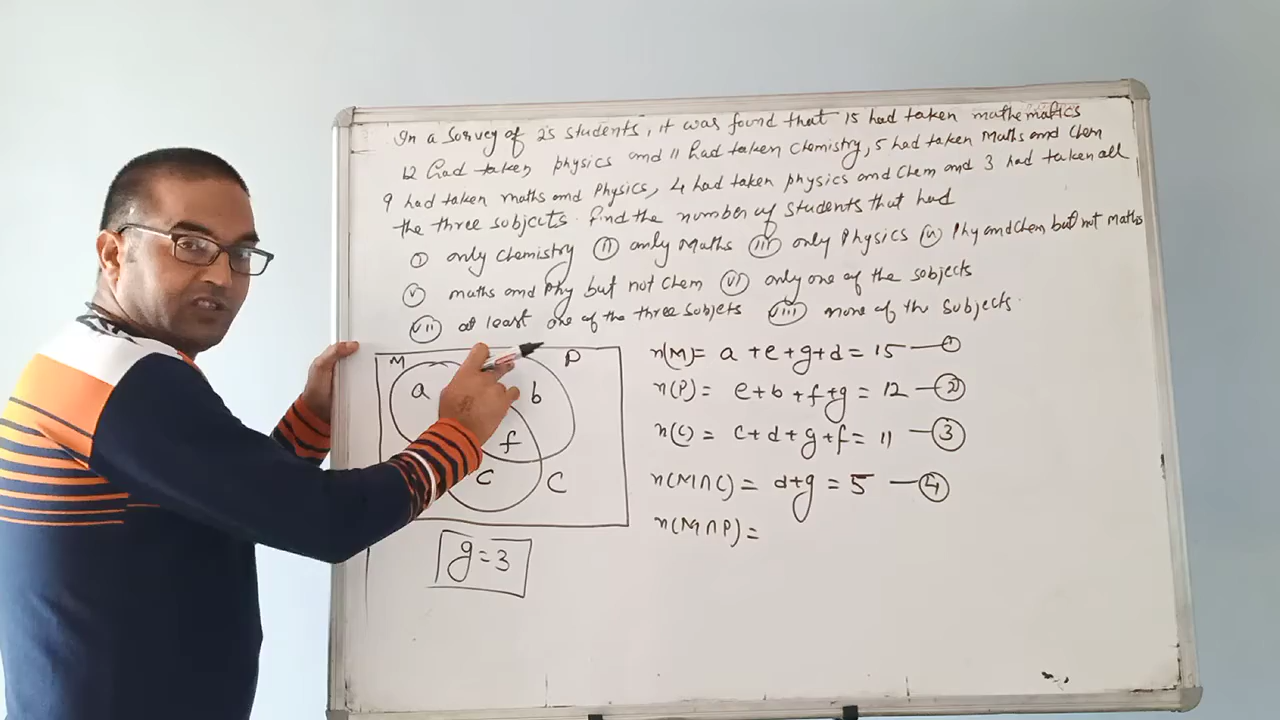 In a Survey of 25 students, it was found that 15 had taken mathematics
12 had taken physics and 11 had taken chemistry, 5 had taken Maths and Chem
9 had taken maths and Physics, 4 had taken physics and chem and 3 had taken all
the three subjects. Find the number of students that had
(i) only chemistry (ii) only Maths (iii) only Physics (iv) Phy and Chem but not maths
(v) maths and Phy but not Chem (vi) only one of the subjects
(vii) at least one of the three Subjets (viii) none of the subjects.
M P
a b
f
c C
g=3
n(M)= a+e+g+d=15 —①
n(P)= e+b+f+g=12 —②
n(C)= c+d+g+f=11 —③
n(M∩C)= d+g=5 —④
n(M∩P)=